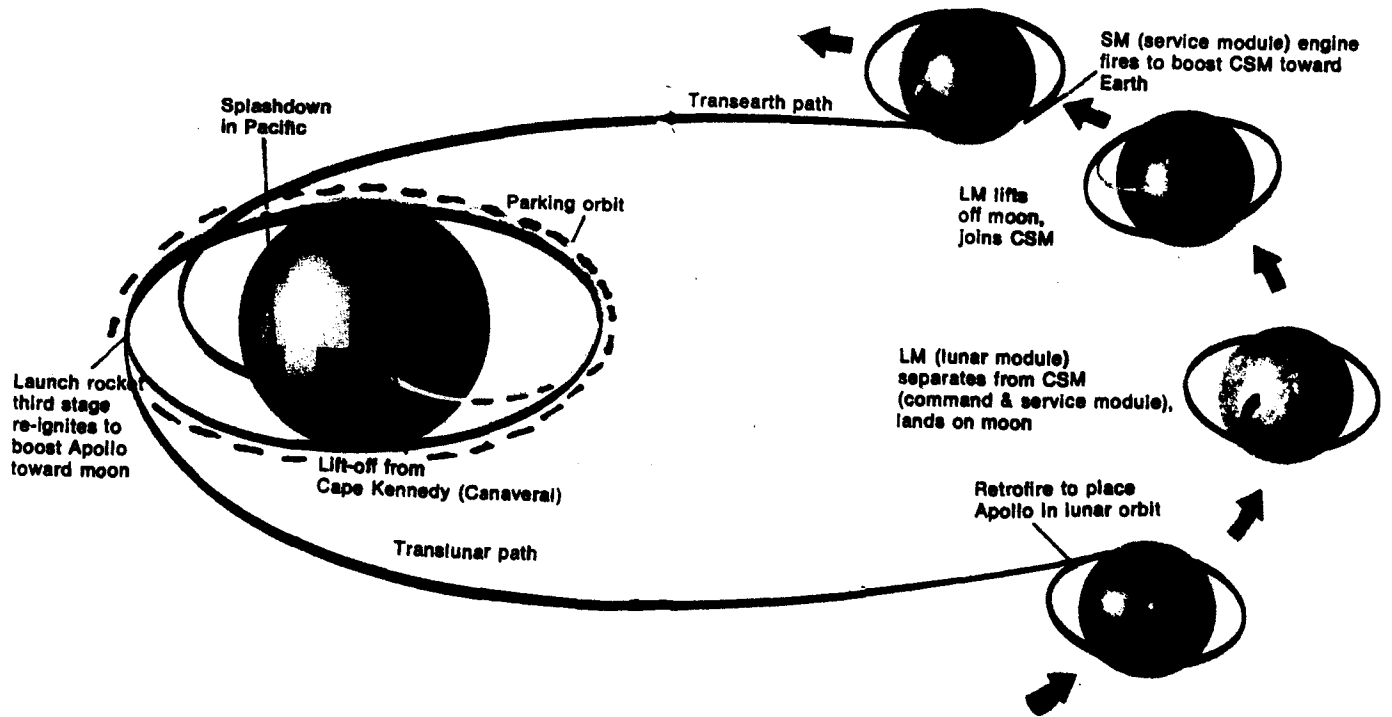 SM (service module) engine
fires to boost CSM toward
Earth
Transearth path
Splashdown
in Pacific
Parking orbit
LM lifts
off moon,
joins CSM
LM (lunar module)
separates from CSM
(command & service module),
lands on moon
Launch rocket
third stage
re-ignites to
boost Apollo
toward moon
Lift-off from
Cape Kennedy (Canaveral)
Retrofire to place
Apollo in lunar orbit
Translunar path